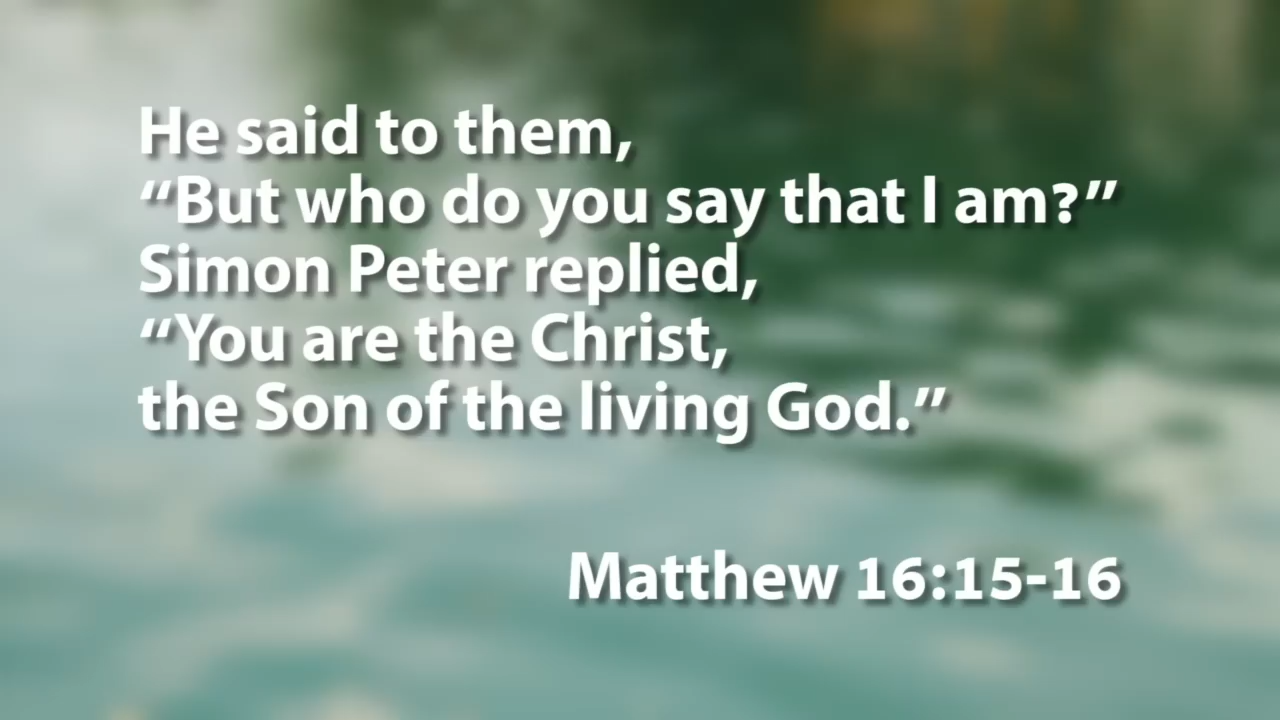 He said to them,
“But who do you say that I am?”
Simon Peter replied,
“You are the Christ,
the Son of the living God.”
Matthew 16:15-16